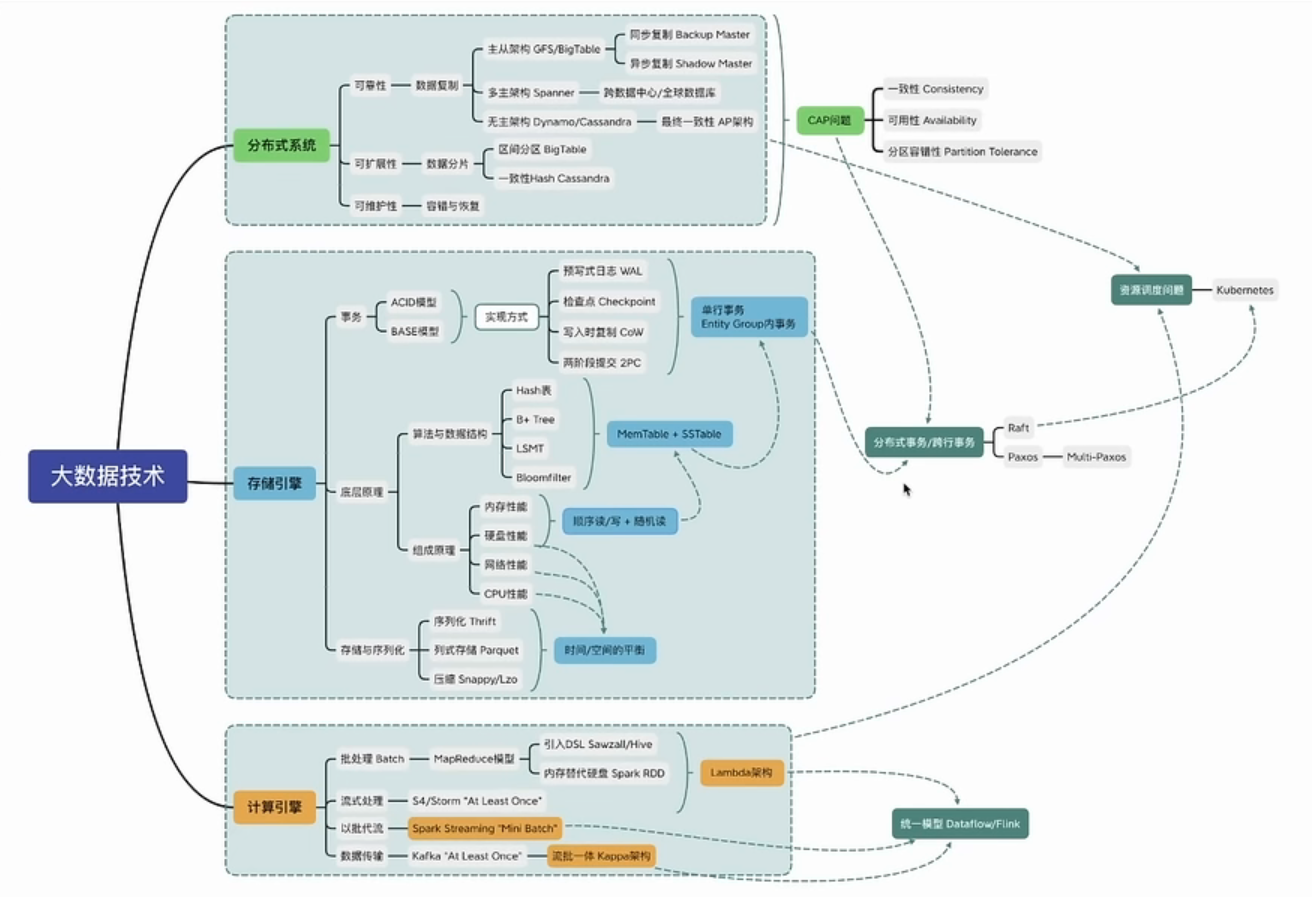 大数据技术
分布式系统
可靠性
数据复制
主从架构 GFS/BigTable
同步复制 Backup Master
异步复制 Shadow Master
多主架构 Spanner
跨数据中心/全球数据库
无主架构 Dynamo/Cassandra
最终一致性 AP架构
可扩展性
数据分片
区间分区 BigTable
一致性Hash Cassandra
可维护性
容错与恢复
CAP问题
一致性 Consistency
可用性 Availability
分区容错性 Partition Tolerance
资源调度问题
Kubernetes
存储引擎
事务
ACID模型
BASE模型
实现方式
预写式日志 WAL
检查点 Checkpoint
写入时复制 CoW
两阶段提交 2PC
单行事务
Entity Group内事务
底层原理
算法与数据结构
Hash表
B+ Tree
LSMT
Bloomfilter
MemTable + SSTable
组成原理
内存性能
硬盘性能
网络性能
CPU性能
顺序读/写 + 随机读
存储与序列化
序列化 Thrift
列式存储 Parquet
压缩 Snappy/Lzo
时间/空间的平衡
分布式事务/跨行事务
Raft
Paxos
Multi-Paxos
计算引擎
批处理 Batch
MapReduce模型
引入DSL Sawzall/Hive
内存替代硬盘 Spark RDD
Lambda架构
流式处理
S4/Storm "At Least Once"
以批代流
Spark Streaming "Mini Batch"
数据传输
Kafka "At Least Once"
流批一体 Kappa架构
统一模型 Dataflow/Flink